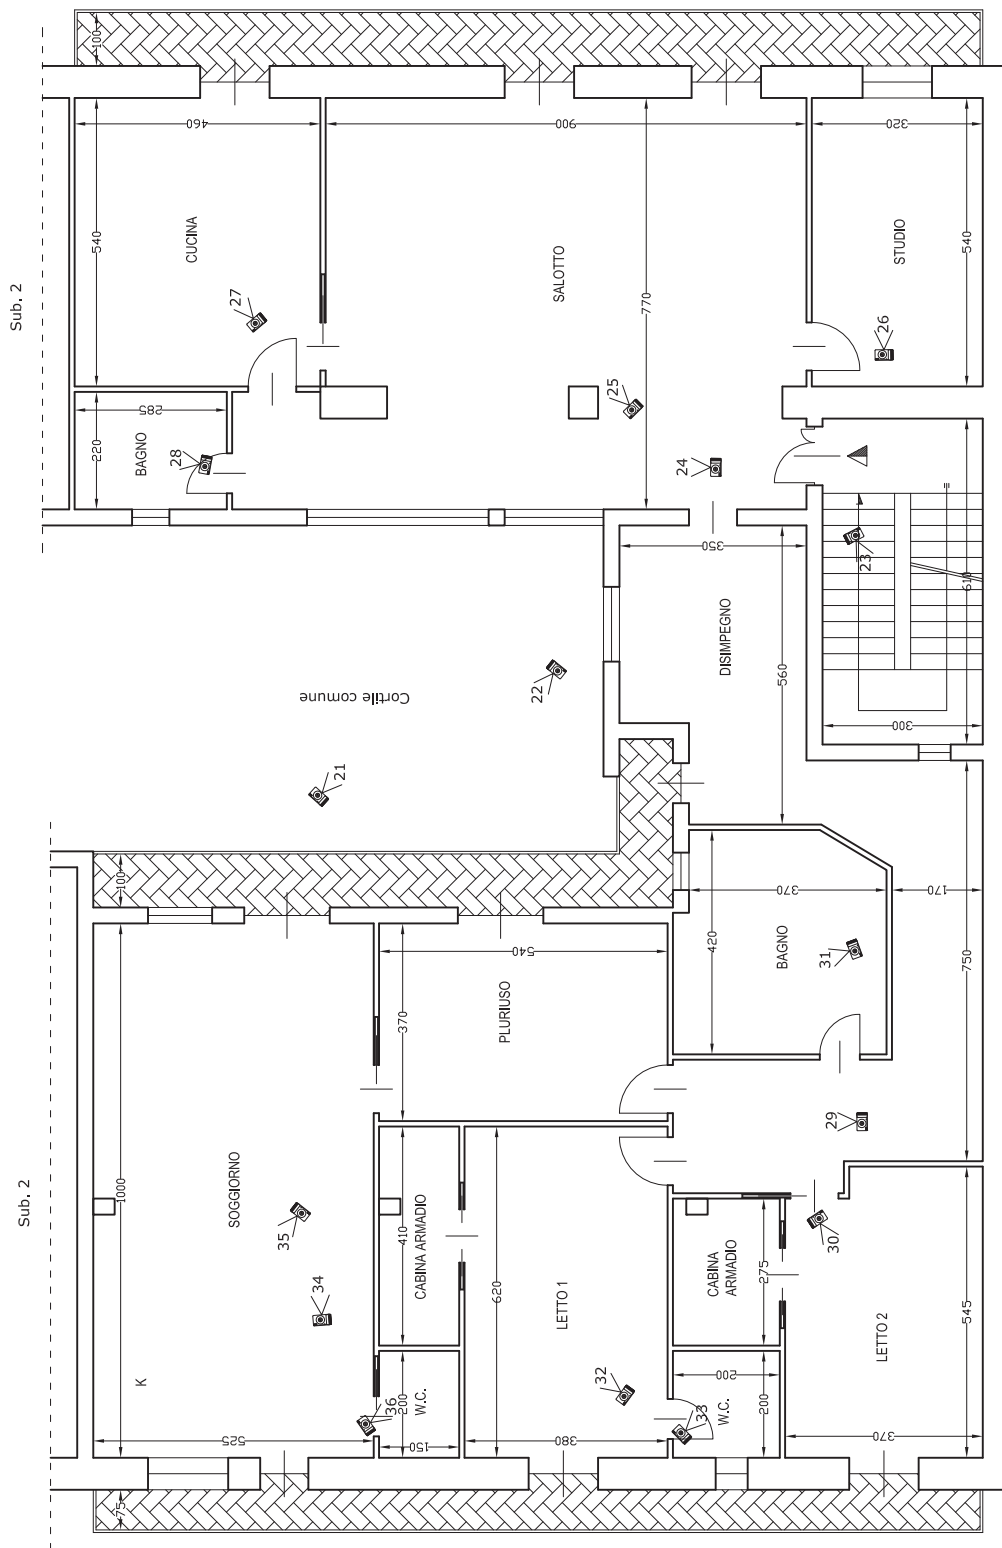 Sub. 2
100
460
900
320
540
CUCINA
SALOTTO
770
STUDIO
540
27
26
25
285
220
BAGNO
28
24
350
23
610
DISIMPEGNO
560
300
22
Cortile comune
21
100
Sub. 2
1000
540
370
PLURIUSO
370
420
BAGNO
31
170
750
29
SOGGIORNO
35
34
410
CABINA ARMADIO
620
LETTO 1
CABINA
ARMADIO
275
30
545
LETTO 2
K
36
200
W.C.
32
33
200
W.C.
200
525
150
380
370
75